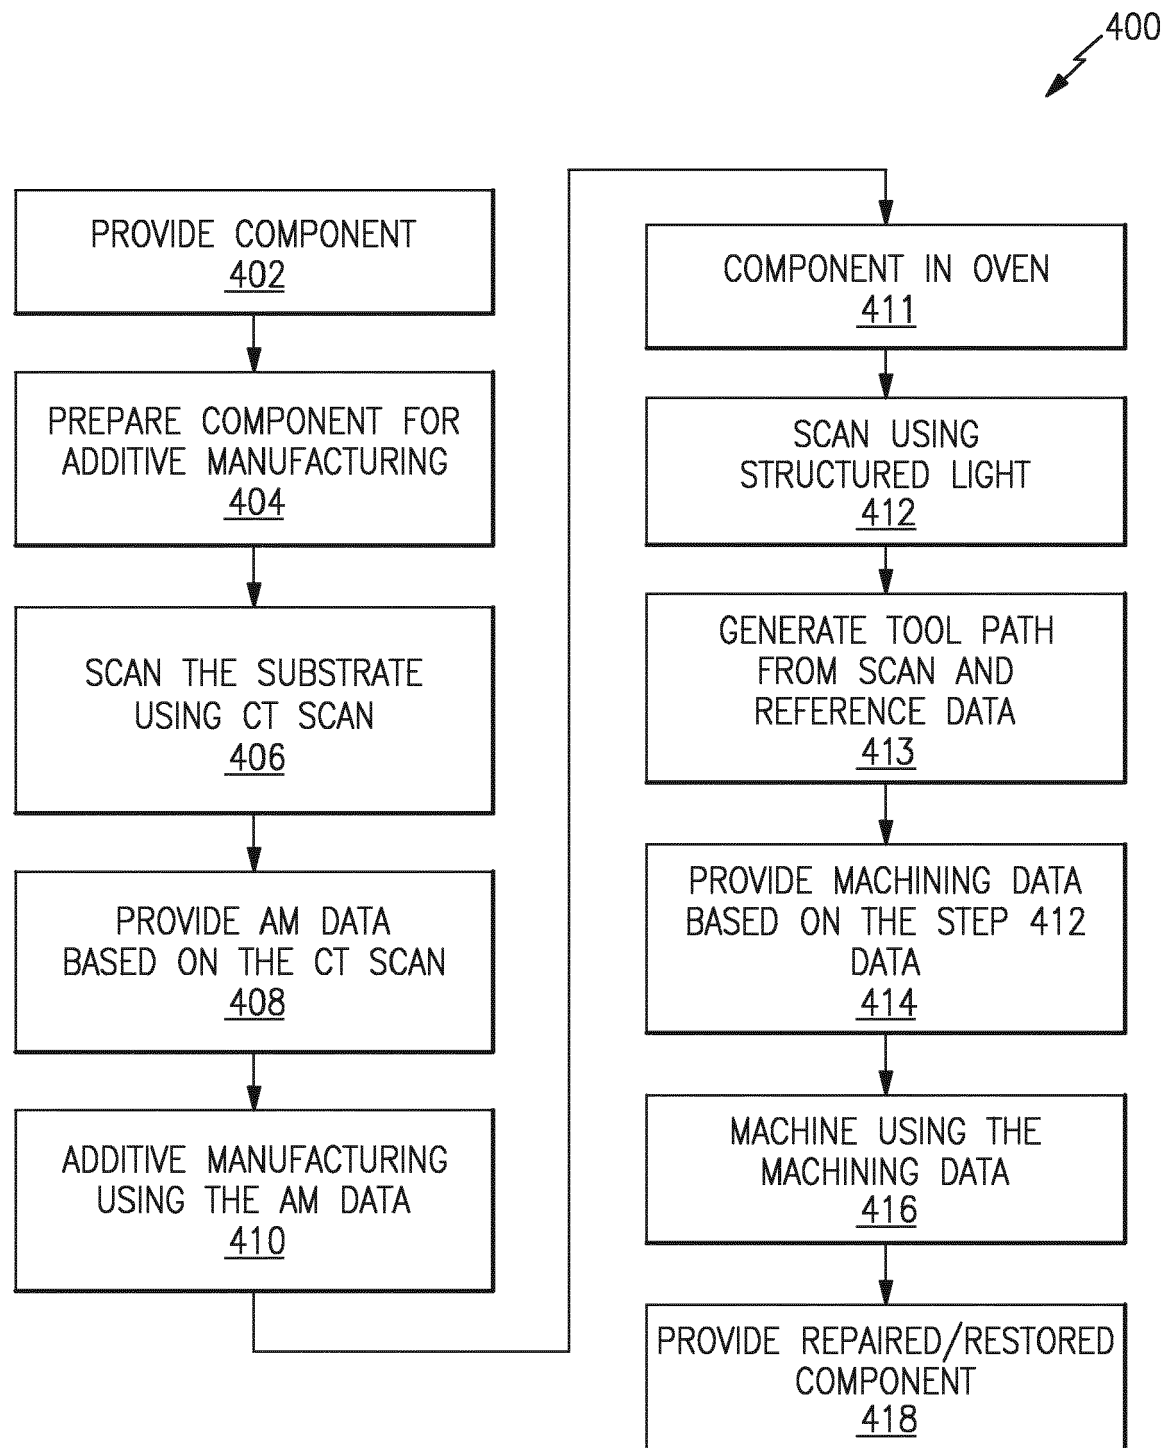 400
PROVIDE COMPONENT
402
PREPARE COMPONENT FOR
ADDITIVE MANUFACTURING
404
SCAN THE SUBSTRATE
USING CT SCAN
406
PROVIDE AM DATA
BASED ON THE CT SCAN
408
ADDITIVE MANUFACTURING
USING THE AM DATA
410
COMPONENT IN OVEN
411
SCAN USING
STRUCTURED LIGHT
412
GENERATE TOOL PATH
FROM SCAN AND
REFERENCE DATA
413
PROVIDE MACHINING DATA
BASED ON THE STEP 412
DATA
414
MACHINE USING THE
MACHINING DATA
416
PROVIDE REPAIRED/RESTORED
COMPONENT
418